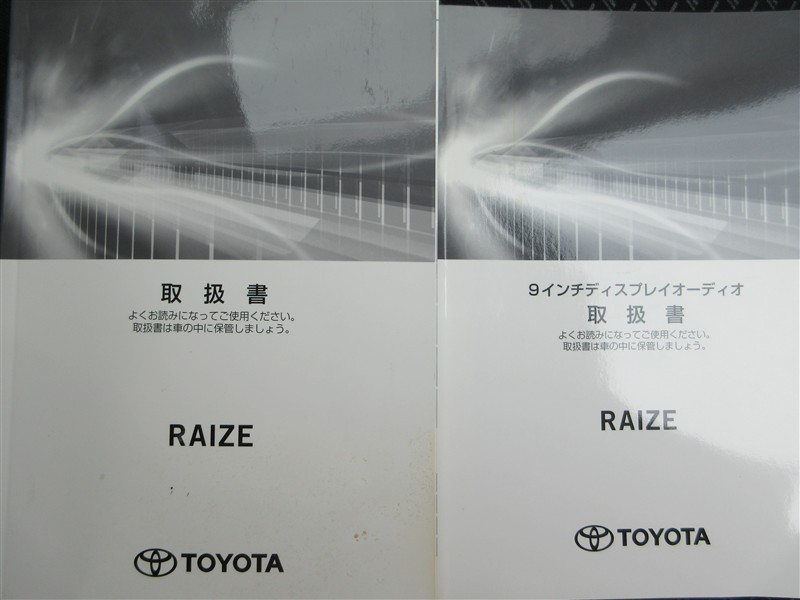 取扱書
よくお読みになってご使用ください。
取扱書は車の中に保管しましょう。
RAIZE
TOYOTA
9インチディスプレイオーディオ
取扱書
よくお読みになってご使用ください。
取扱書は車の中に保管しましょう。
RAIZE
TOYOTA